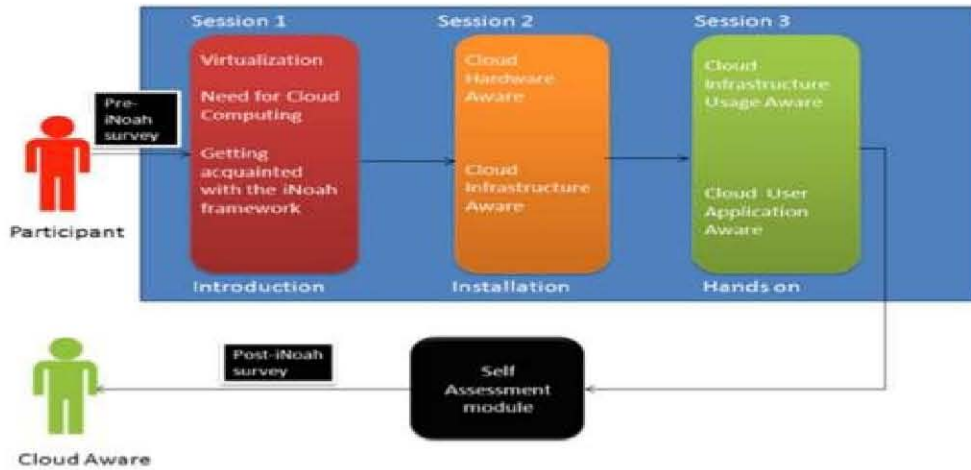 Session 1
Session 2
Session 3
Virtualization
Need for Cloud
Computing
Getting
acquainted
with the iNoah
framework
Cloud
Hardware
Aware
Cloud
Infrastructure
Aware
Cloud
Infrastructure
Usage Aware
Cloud User
Application
Aware
Pre-
iNoah
survey
Participant
Introduction
Installation
Hands on
Post-iNoah
survey
Self
Assessment
module
Cloud Aware